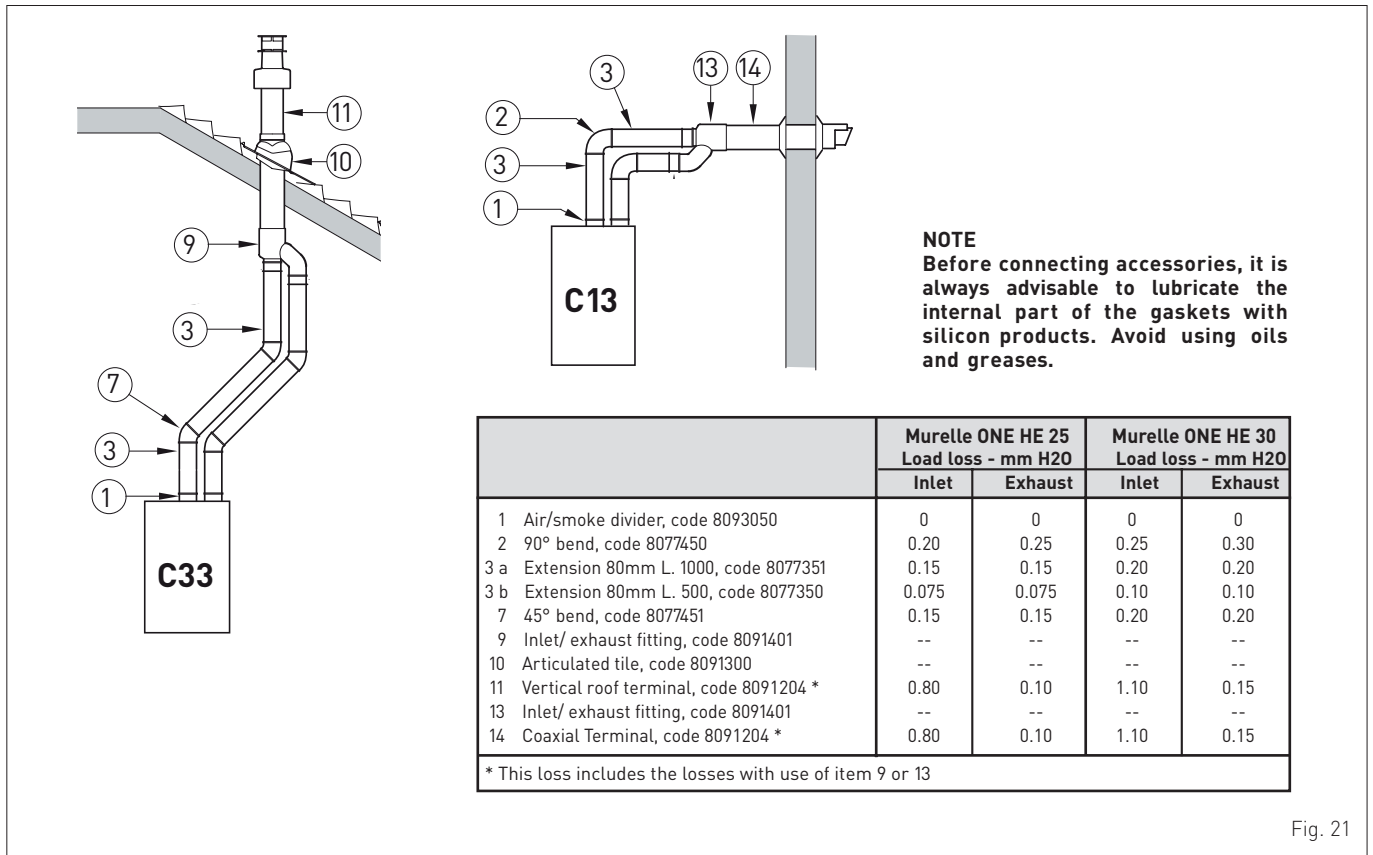 11
10
9
3
7
3
1
C33
3
13
14
2
3
1
C13
NOTE
Before connecting accessories, it is
always advisable to lubricate the
internal part of the gaskets with
silicon products. Avoid using oils
and greases.
Murelle ONE HE 25 Murelle ONE HE 30
Load loss - mm H2O Load loss - mm H2O
Inlet Exhaust Inlet Exhaust
1 Air/smoke divider, code 8093050 0 0 0 0
2 90° bend, code 8077450 0.20 0.25 0.25 0.30
3 a Extension 80mm L. 1000, code 8077351 0.15 0.15 0.20 0.20
3 b Extension 80mm L. 500, code 8077350 0.075 0.075 0.10 0.10
7 45° bend, code 8077451 0.15 0.15 0.20 0.20
9 Inlet/ exhaust fitting, code 8091401 -- -- -- --
10 Articulated tile, code 8091300 -- -- -- --
11 Vertical roof terminal, code 8091204 * 0.80 0.10 1.10 0.15
13 Inlet/ exhaust fitting, code 8091401 -- -- -- --
14 Coaxial Terminal, code 8091204 * 0.80 0.10 1.10 0.15
* This loss includes the losses with use of item 9 or 13
Fig. 21